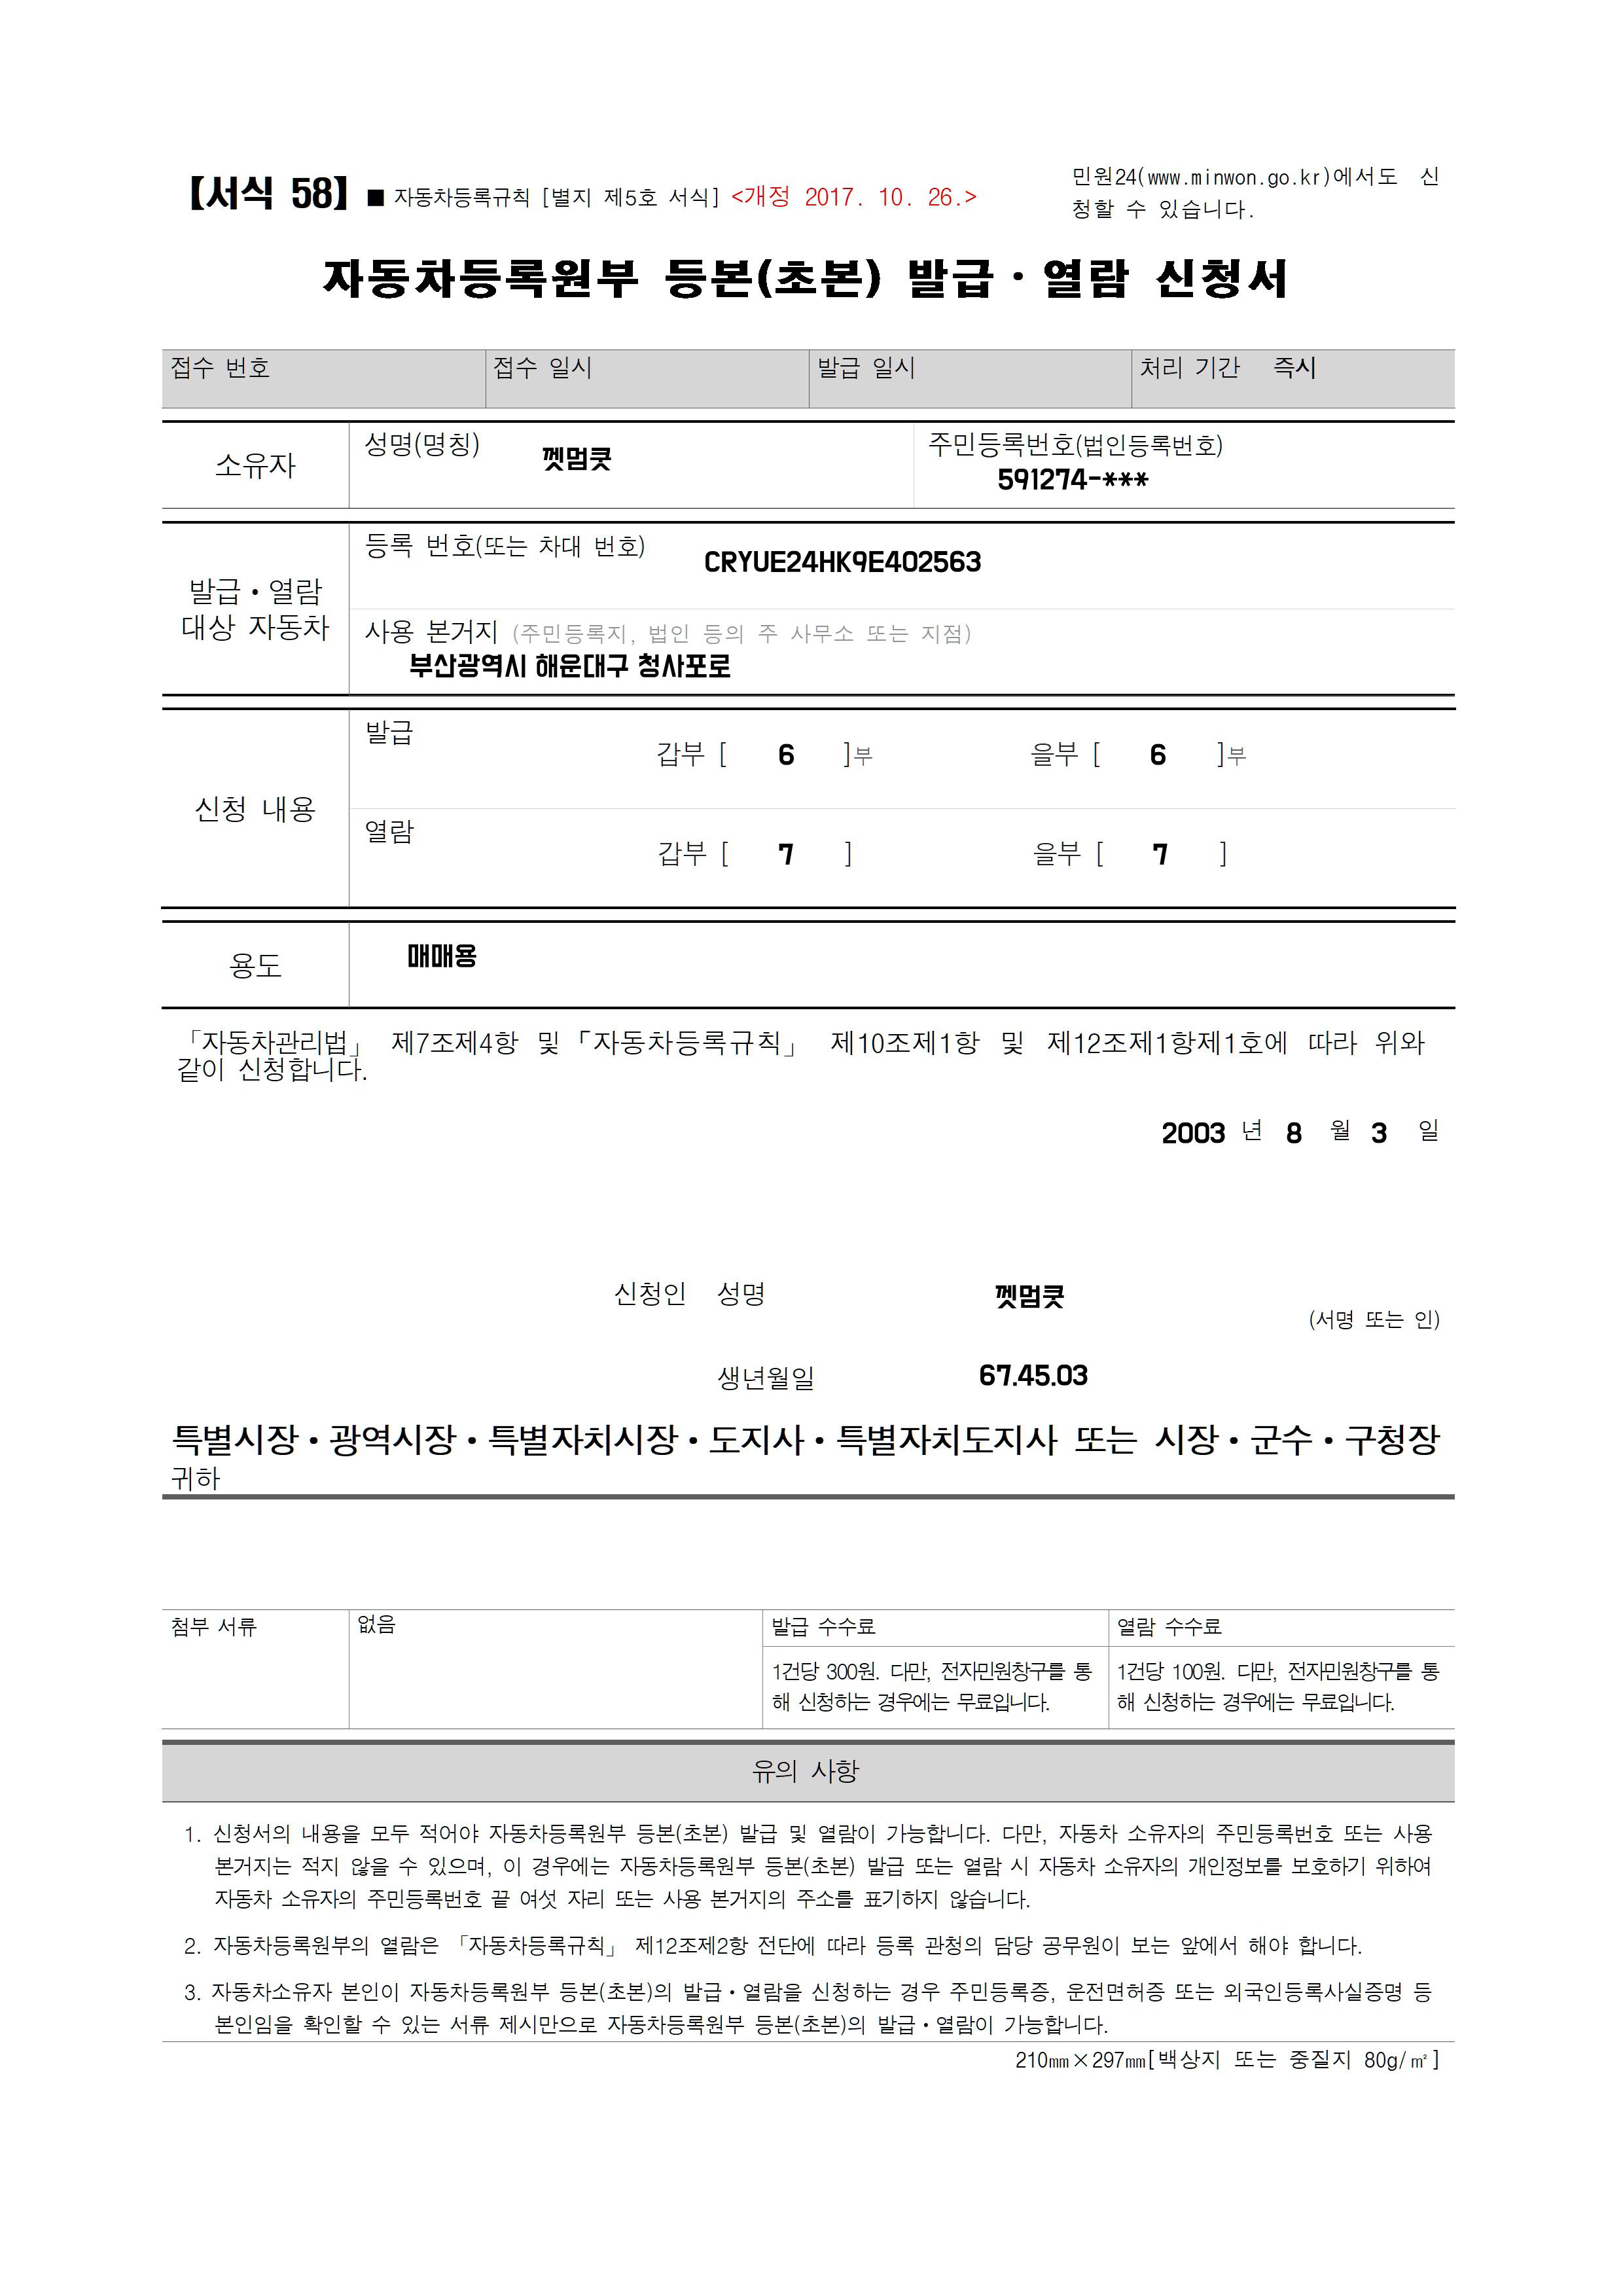 【서식 58】 ■ 자동차등록규칙 [별지 제5호 서식] <개정 2017. 10. 26.>
민원24(www.minwon.go.kr)에서도 신
청할 수 있습니다.
자동차등록원부 등본(초본) 발급·열람 신청서
접수 번호 접수 일시 발급 일시 처리 기간 즉시
소유자 성명(명칭) 껫멈큣 주민등록번호(법인등록번호)
591274-***
발급·열람
대상 자동차
등록 번호(또는 차대 번호) CRYUE24HK9E402563
사용 본거지 (주민등록지, 법인 등의 주 사무소 또는 지점)
부산광역시 해운대구 청사포로
신청 내용
발급 갑부 [ 6 ]부 을부 [ 6 ]부
열람 갑부 [ 7 ] 을부 [ 7 ]
용도 매매용
「자동차관리법」 제7조제4항 및「자동차등록규칙」 제10조제1항 및 제12조제1항제1호에 따라 위와
같이 신청합니다.
2003 년 8 월 3 일
신청인 성명 껫멈큣 (서명 또는 인)
생년월일 67.45.03
특별시장·광역시장·특별자치시장·도지사·특별자치도지사 또는 시장·군수·구청장
귀하
첨부 서류 없음 발급 수수료 열람 수수료
1건당 300원. 다만, 전자민원창구를 통
해 신청하는 경우에는 무료입니다.
1건당 100원. 다만, 전자민원창구를 통
해 신청하는 경우에는 무료입니다.
유의 사항
1. 신청서의 내용을 모두 적어야 자동차등록원부 등본(초본) 발급 및 열람이 가능합니다. 다만, 자동차 소유자의 주민등록번호 또는 사용
본거지는 적지 않을 수 있으며, 이 경우에는 자동차등록원부 등본(초본) 발급 또는 열람 시 자동차 소유자의 개인정보를 보호하기 위하여
자동차 소유자의 주민등록번호 끝 여섯 자리 또는 사용 본거지의 주소를 표기하지 않습니다.
2. 자동차등록원부의 열람은 「자동차등록규칙」 제12조제2항 전단에 따라 등록 관청의 담당 공무원이 보는 앞에서 해야 합니다.
3. 자동차소유자 본인이 자동차등록원부 등본(초본)의 발급·열람을 신청하는 경우 주민등록증, 운전면허증 또는 외국인등록사실증명 등
본인임을 확인할 수 있는 서류 제시만으로 자동차등록원부 등본(초본)의 발급·열람이 가능합니다.
210㎜×297㎜[백상지 또는 중질지 80g/㎡]